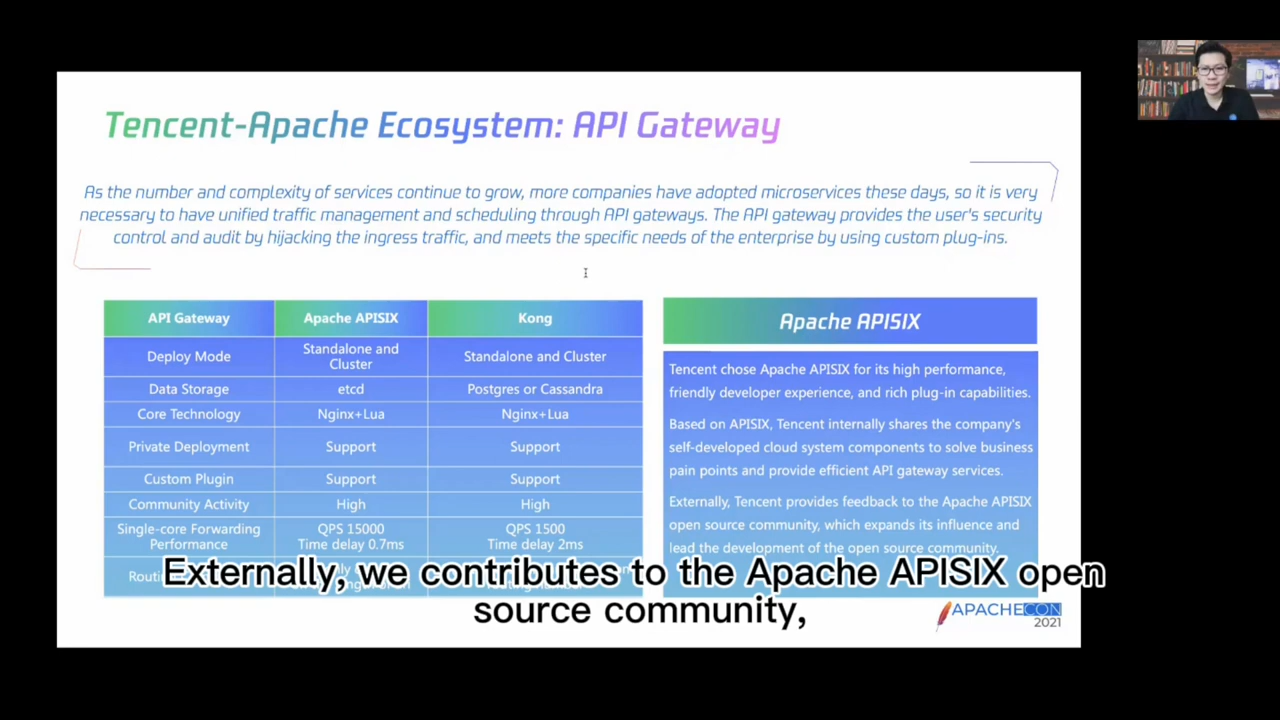 Tencent-Apache Ecosystem: API Gateway
As the number and complexity of services continue to grow, more companies have adopted microservices these days, so it is very
necessary to have unified traffic management and scheduling through API gateways. The API gateway provides the user's security
control and audit by hijacking the ingress traffic, and meets the specific needs of the enterprise by using custom plug-ins.
API Gateway Apache APISIX Kong
Deploy Mode Standalone and Cluster Standalone and Cluster
Data Storage etcd Postgres or Cassandra
Core Technology Nginx+Lua Nginx+Lua
Private Deployment Support Support
Custom Plugin Support Support
Community Activity High High
Single-core Forwarding Performance QPS 15000 Time delay 0.7ms QPS 1500 Time delay 2ms
Apache APISIX
Tencent chose Apache APISIX for its high performance,
friendly developer experience, and rich plug-in capabilities.
Based on APISIX, Tencent internally shares the company's
self-developed cloud system components to solve business
pain points and provide efficient API gateway services.
Externally, Tencent provides feedback to the Apache APISIX
open source community, which expands its influence and
lead the development of the open source community.
Externally, we contributes to the Apache APISIX open
source community,
APACHECON
2021